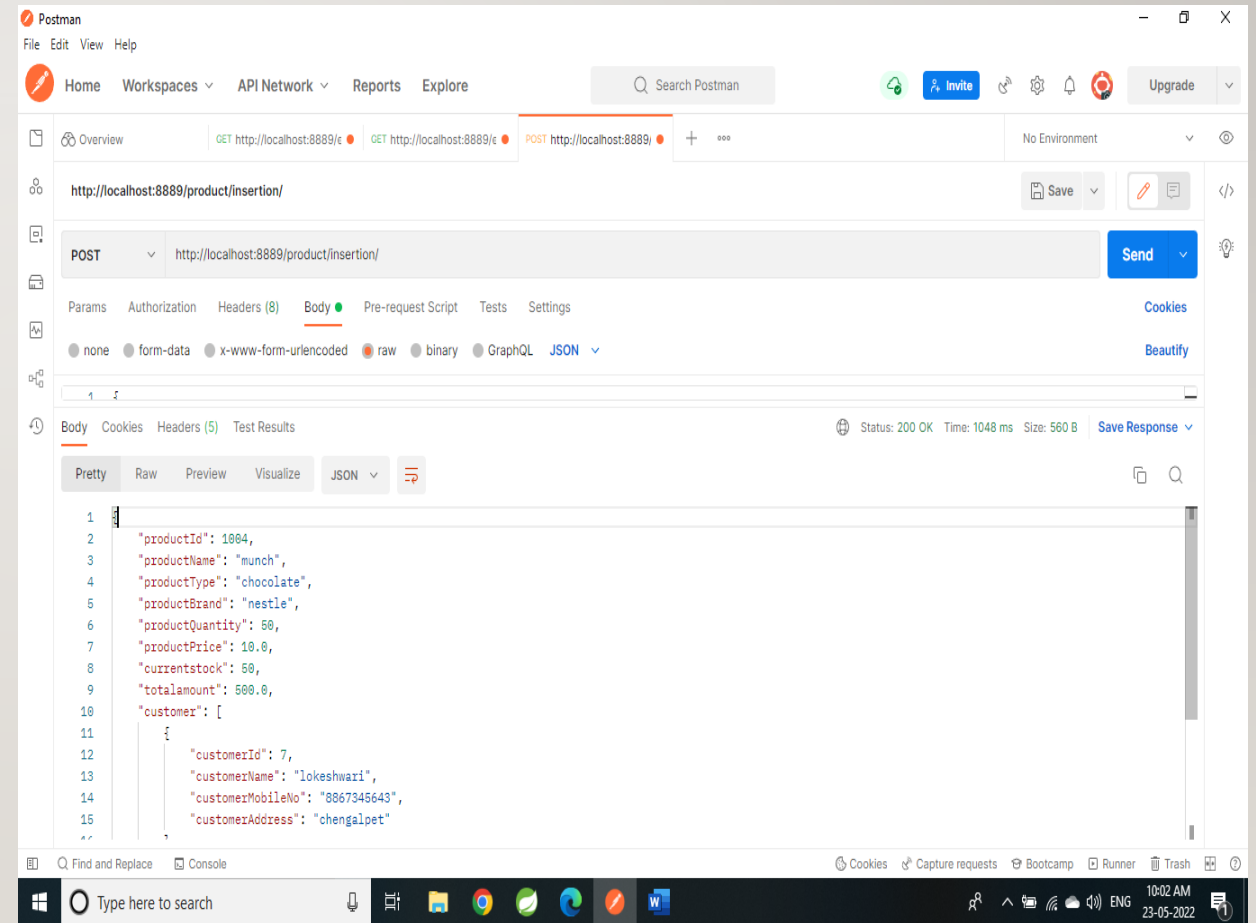 Postman
File Edit View Help
Home Workspaces API Network Reports Explore Search Postman Invite Upgrade
Overview GET http://localhost:8889/e GET http://localhost:8889/e POST http://localhost:8889/ + ooo No Environment
http://localhost:8889/product/insertion/ Save </>
POST http://localhost:8889/product/insertion/ Send
Params Authorization Headers (8) Body Pre-request Script Tests Settings Cookies
none form-data x-www-form-urlencoded raw binary GraphQL JSON Beautify
1 {
Body Cookies Headers (5) Test Results Status: 200 OK Time: 1048 ms Size: 560 B Save Response
Pretty Raw Preview Visualize JSON
1 {
2 "productId": 1004,
3 "productName": "munch",
4 "productType": "chocolate",
5 "productBrand": "nestle",
6 "productQuantity": 50,
7 "productPrice": 10.0,
8 "currentstock": 50,
9 "totalamount": 500.0,
10 "customer": [
11 {
12 "customerId": 7,
13 "customerName": "lokeshwari",
14 "customerMobileNo": "8867345643",
15 "customerAddress": "chengalpet"
Find and Replace Console Cookies Capture requests Bootcamp Runner Trash
Type here to search ENG 10:02 AM
23-05-2022 1